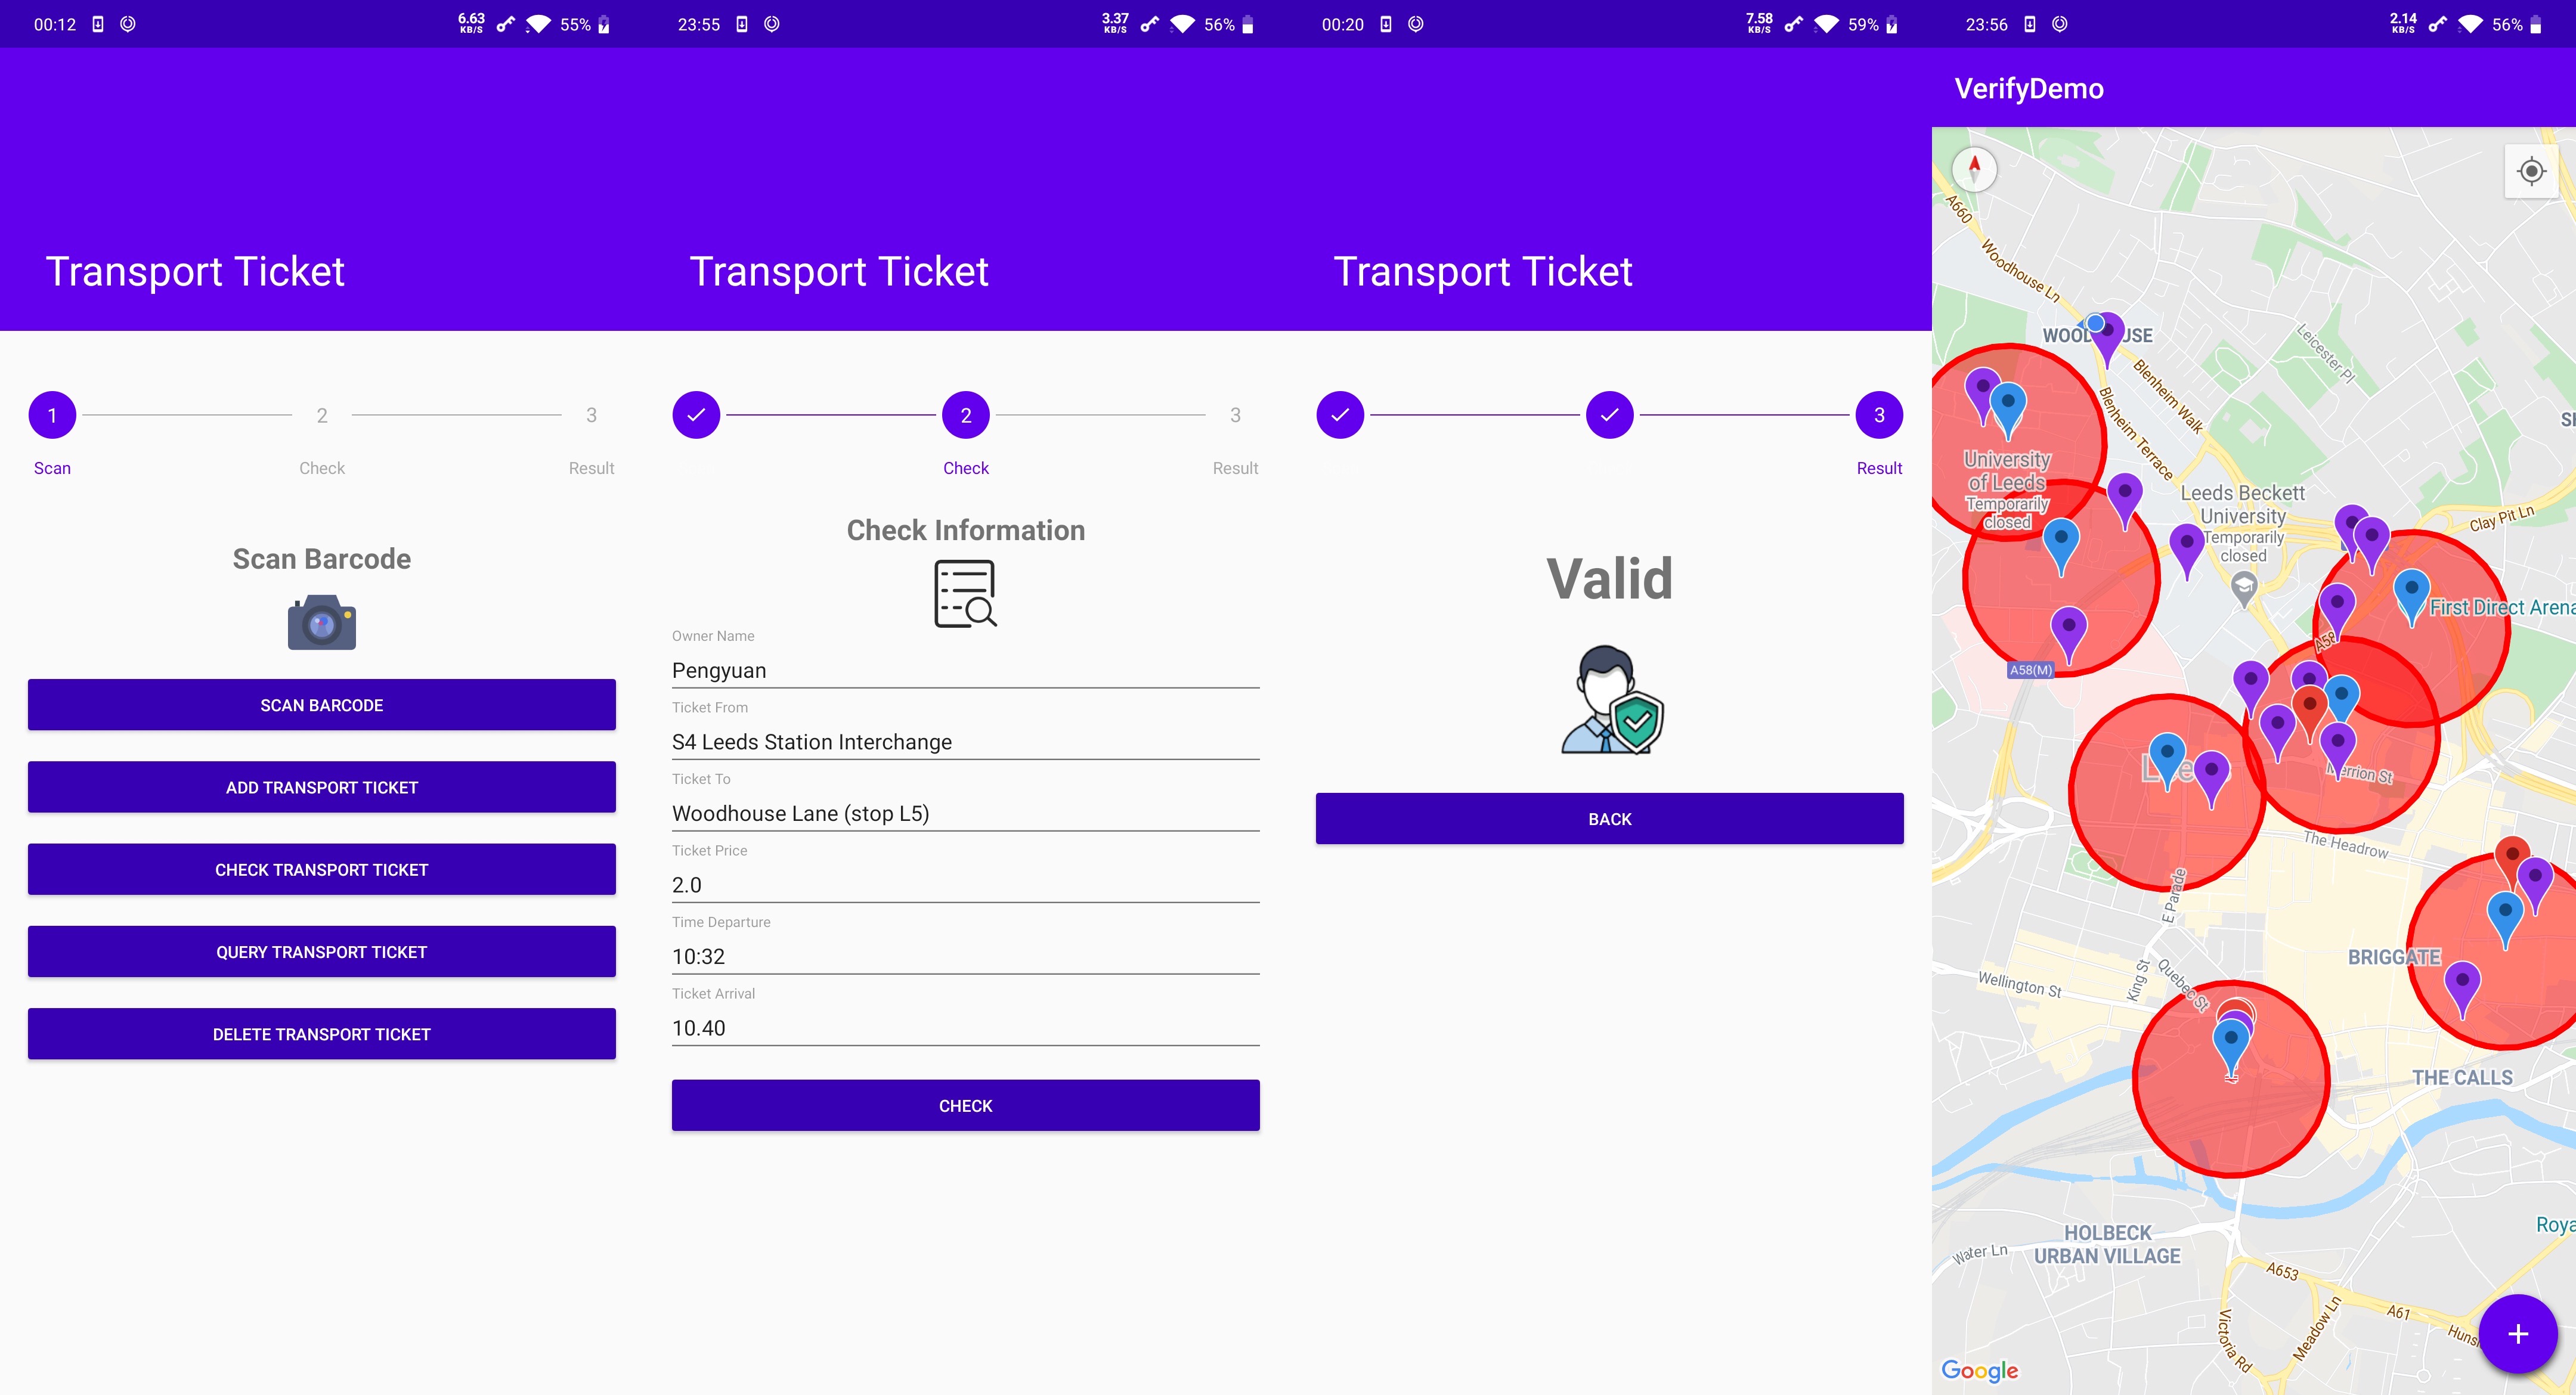 00:12
6.63
KB/S
55%
Transport Ticket
1
2
3
Scan
Check
Result
Scan Barcode
SCAN BARCODE
ADD TRANSPORT TICKET
CHECK TRANSPORT TICKET
QUERY TRANSPORT TICKET
DELETE TRANSPORT TICKET
23:55
3.37
KB/S
56%
Transport Ticket
2
3
Check
Result
Check Information
Owner Name
Pengyuan
Ticket From
S4 Leeds Station Interchange
Ticket To
Woodhouse Lane (stop L5)
Ticket Price
2.0
Time Departure
10:32
Ticket Arrival
10.40
CHECK
00:20
7.58
KB/S
59%
Transport Ticket
3
Result
Valid
BACK
23:56
2.14
KB/S
56%
VerifyDemo
A660
Woodhouse Ln
Leicester Pl
Blenheim Walk
Blenheim Terrace
University
of Leeds
Temporarily
closed
Leeds Beckett
University
Temporarily
closed
Clay Pit Ln
First Direct Arena
A58
A58(M)
The Headrow
E Parade
BRIGGATE
Wellington St
King St
Quebec St
THE CALLS
HOLBECK
URBAN VILLAGE
Water Ln
A653
A61
Victoria Rd
Meadow Ln
Google